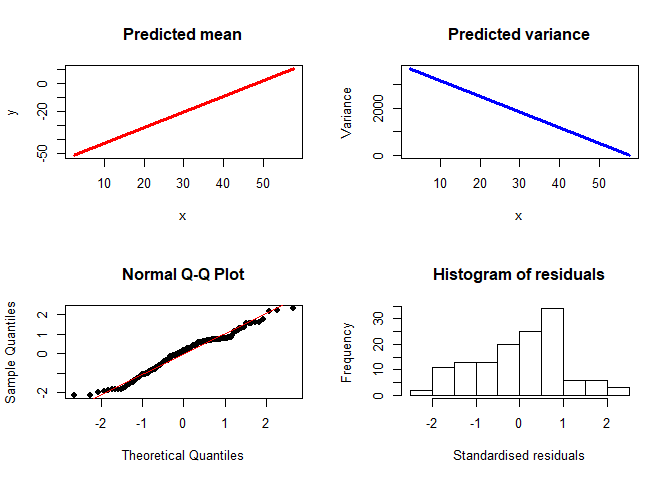 Predicted mean
y
0
-20
-50
10 20 30 40 50
x
Predicted variance
Variance
2000
0
10 20 30 40 50
x
Normal Q-Q Plot
Sample Quantiles
2
1
0
-2
-2 -1 0 1 2
Theoretical Quantiles
Histogram of residuals
Frequency
30
10
0
-2 -1 0 1 2
Standardised residuals